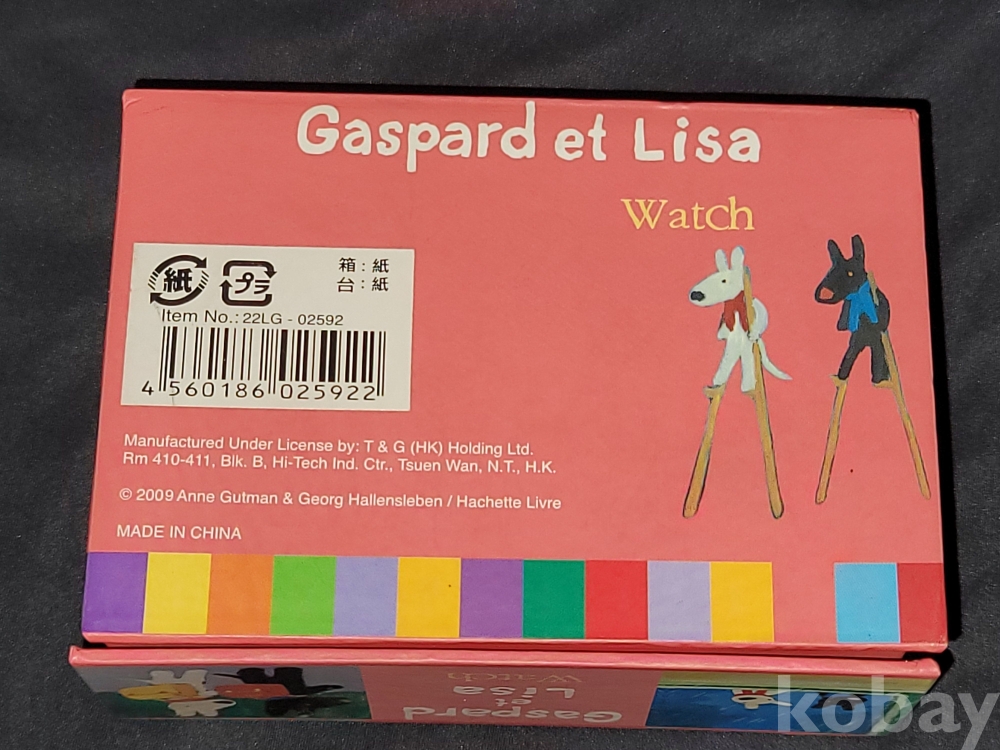 Gaspard et Lisa
Watch
紙
プラ
箱:紙
台:紙
Item No.:22LG - 02592
4 560186 025922
Manufactured Under License by: T & G (HK) Holding Ltd.
Rm 410-411, Blk. B, Hi-Tech Ind. Ctr., Tsuen Wan, N.T., H.K.
© 2009 Anne Gutman & Georg Hallensleben / Hachette Livre
MADE IN CHINA
Gaspard
et
Lisa
Watch
kobay